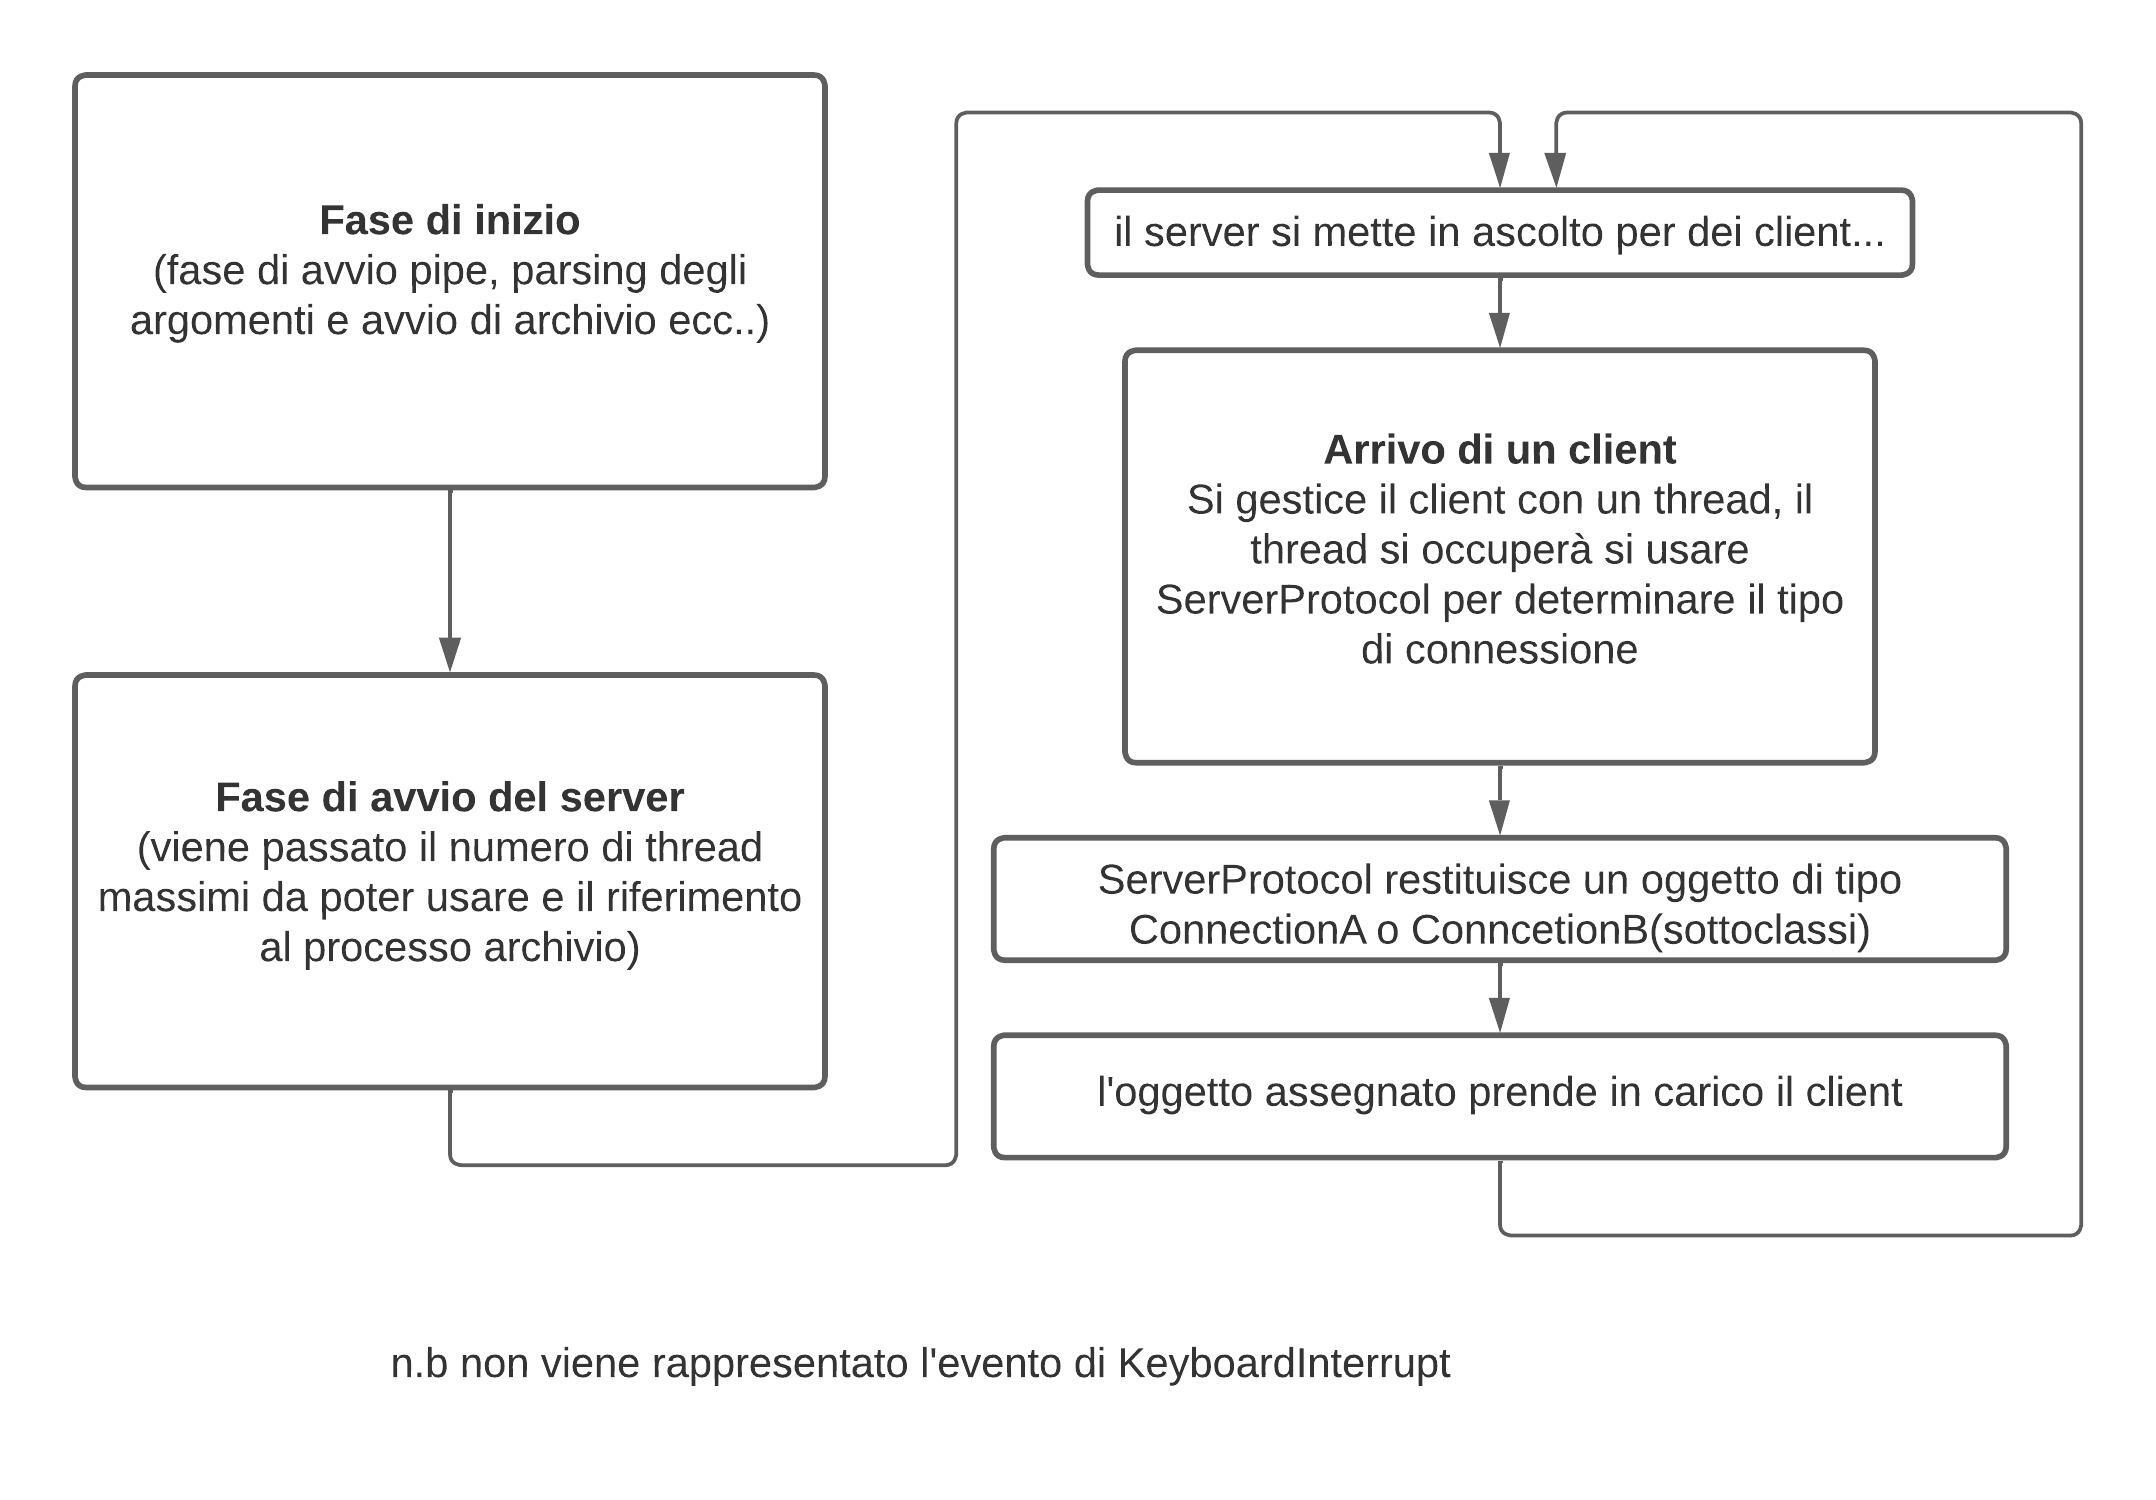 Fase di inizio
(fase di avvio pipe, parsing degli
argomenti e avvio di archivio ecc..)
Fase di avvio del server
(viene passato il numero di thread
massimi da poter usare e il riferimento
al processo archivio)
il server si mette in ascolto per dei client...
Arrivo di un client
Si gestice il client con un thread, il
thread si occuperà si usare
ServerProtocol per determinare il tipo
di connessione
ServerProtocol restituisce un oggetto di tipo
ConnectionA o ConncetionB(sottoclassi)
l'oggetto assegnato prende in carico il client
n.b non viene rappresentato l'evento di KeyboardInterrupt